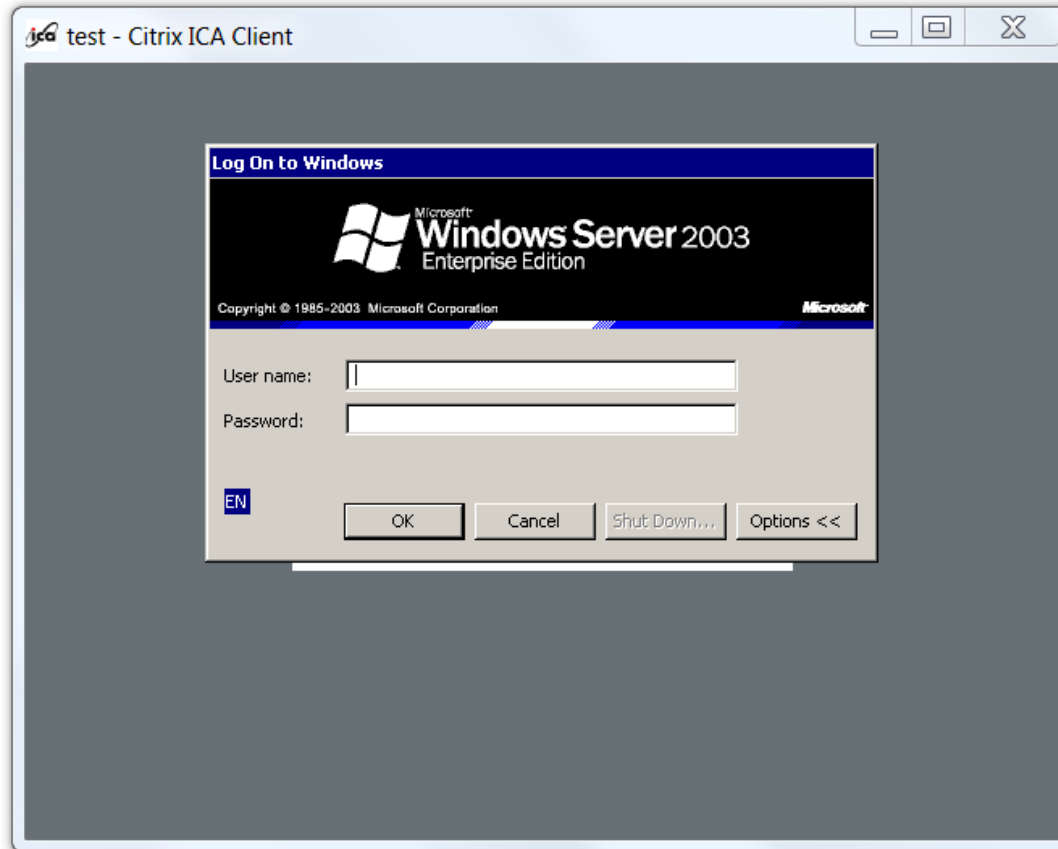 ica test - Citrix ICA Client
Log On to Windows
Microsoft
Windows Server 2003
Enterprise Edition
Copyright © 1985-2003 Microsoft Corporation Microsoft
User name:
Password:
EN
OK Cancel Shut Down... Options <<